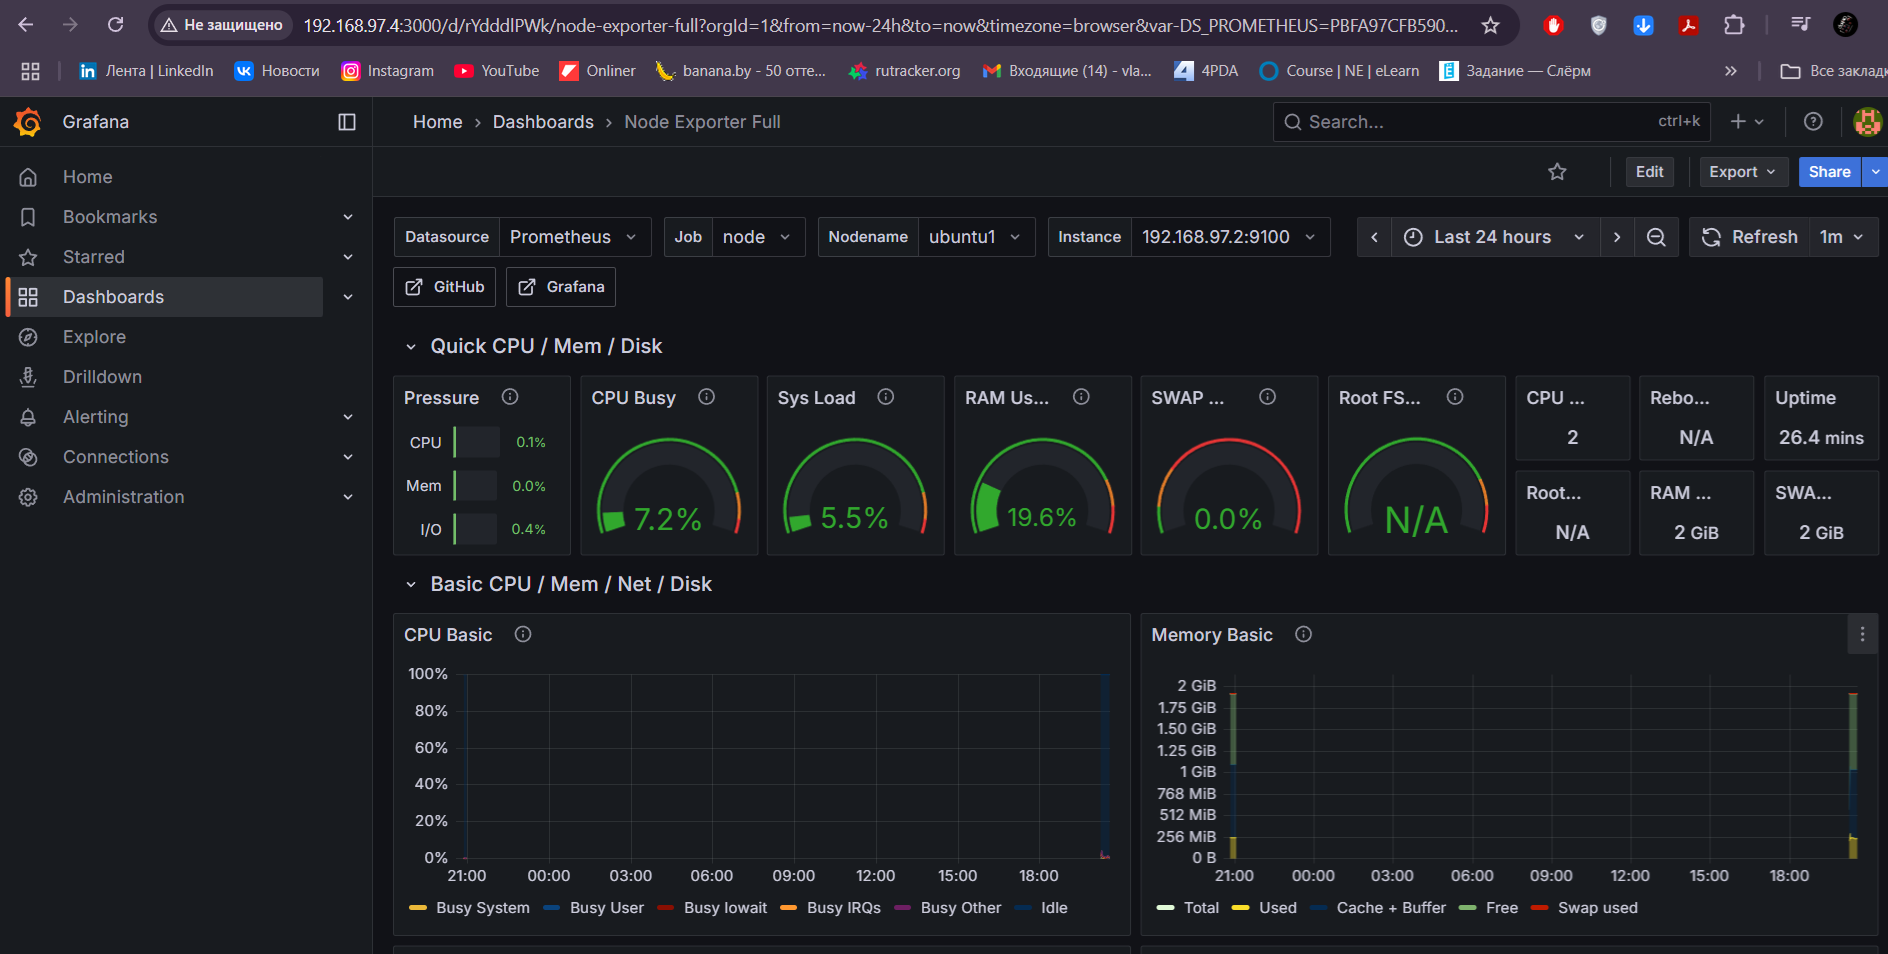 Не защищено 192.168.97.4:3000/d/rYdddlPWk/node-exporter-full?orgId=1&from=now-24h&to=now&timezone=browser&var-DS_PROMETHEUS=PBFA97CFB590...
Лента | LinkedIn Новости Instagram YouTube Onliner banana.by - 50 отте... rutracker.org Входящие (14) - vla... 4PDA Course | NE | eLearn Задание — Слёрм » Все заклад
Grafana Home › Dashboards › Node Exporter Full Search... ctrl+k
Home
Bookmarks
Starred
Dashboards
Explore
Drilldown
Alerting
Connections
Administration
Edit Export Share
Datasource Prometheus Job node Nodename ubuntu1 Instance 192.168.97.2:9100 Last 24 hours Refresh 1m
GitHub Grafana
Quick CPU / Mem / Disk
Pressure
CPU 0.1%
Mem 0.0%
I/O 0.4%
CPU Busy
7.2%
Sys Load
5.5%
RAM Us...
19.6%
SWAP ...
0.0%
Root FS...
N/A
CPU ...
2
Rebo...
N/A
Uptime
26.4 mins
Root...
N/A
RAM ...
2 GiB
SWA...
2 GiB
Basic CPU / Mem / Net / Disk
CPU Basic
100%
80%
60%
40%
20%
0%
21:00 00:00 03:00 06:00 09:00 12:00 15:00 18:00
Busy System Busy User Busy Iowait Busy IRQs Busy Other Idle
Memory Basic
2 GiB
1.75 GiB
1.50 GiB
1.25 GiB
1 GiB
768 MiB
512 MiB
256 MiB
0 B
21:00 00:00 03:00 06:00 09:00 12:00 15:00 18:00
Total Used Cache + Buffer Free Swap used